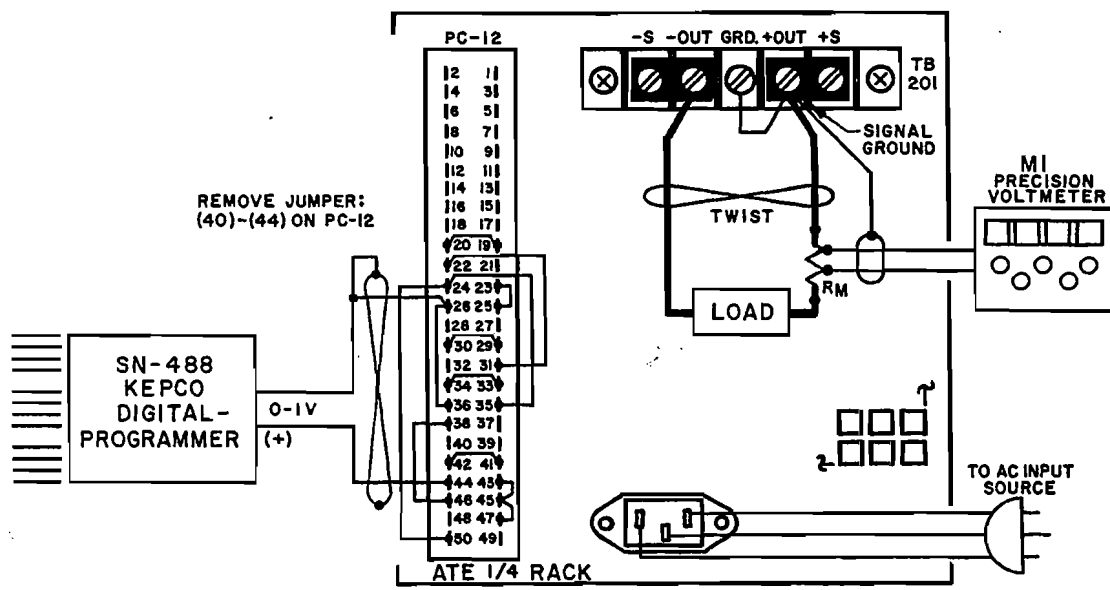 PC-12
-S -OUT GRD. +OUT +S
TB
201
2 1
4 3
6 5
8 7
10 9
12 11
14 13
16 15
18 17
20 19
22 21
24 23
26 25
28 27
30 29
32 31
34 33
36 35
38 37
40 39
42 41
44 43
46 45
48 47
50 49
SIGNAL
GROUND
REMOVE JUMPER:
(40)-(44) ON PC-12
TWIST
M1
PRECISION
VOLTMETER
RM
LOAD
SN-488
KEPCO
DIGITAL-
PROGRAMMER
0-1V
(+)
TO AC INPUT
SOURCE
ATE 1/4 RACK